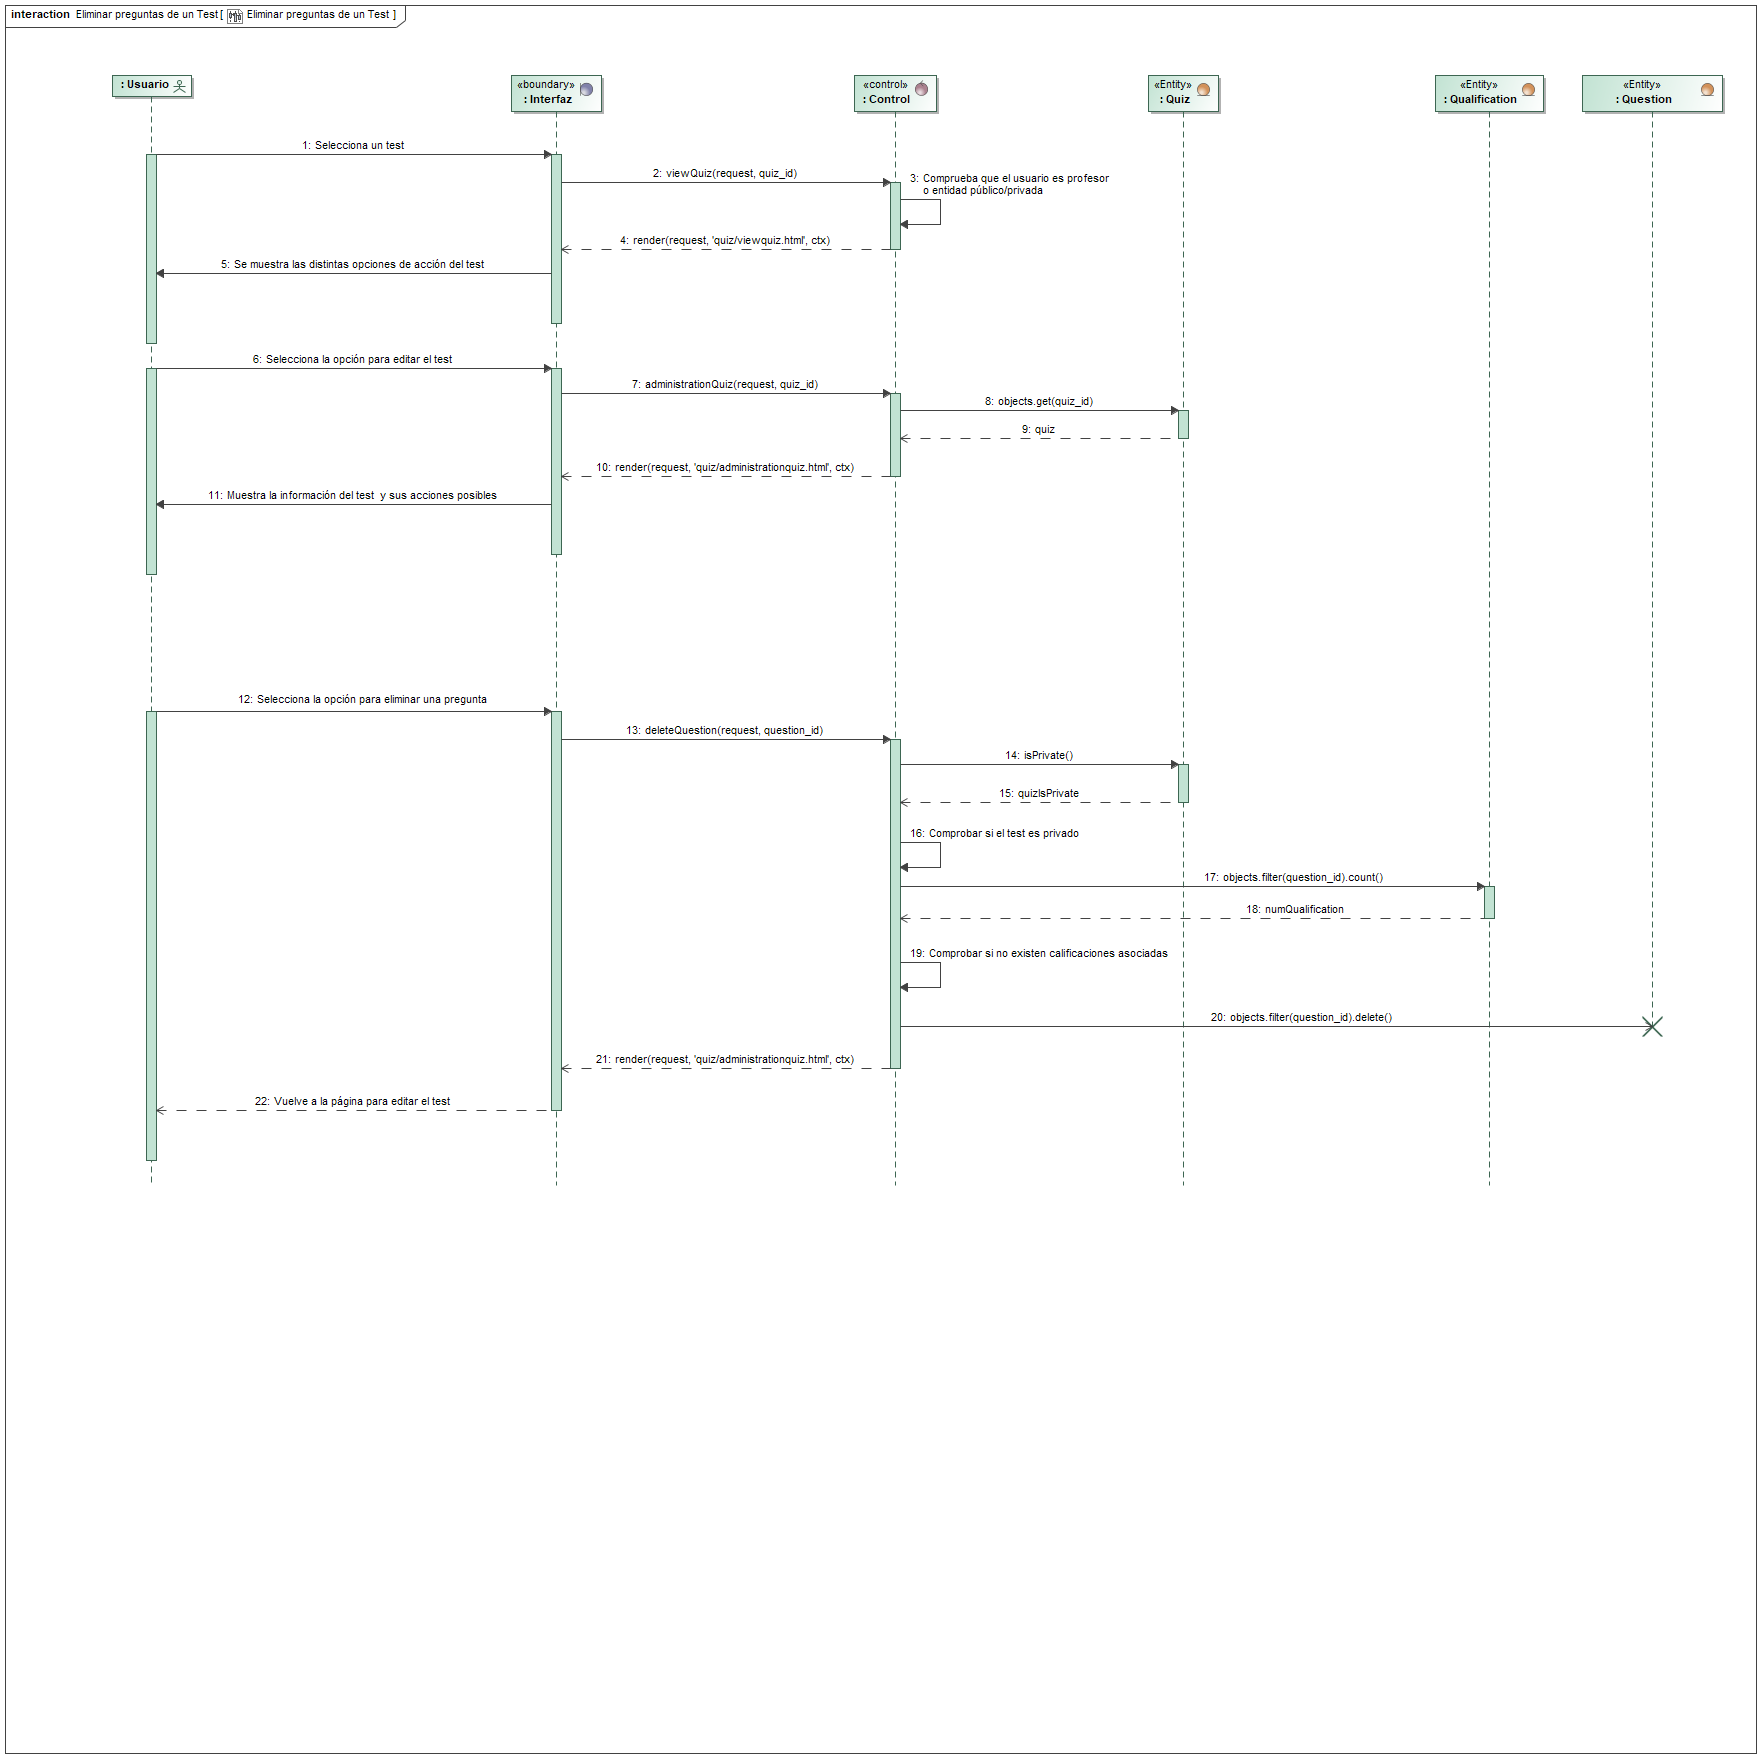 interaction Eliminar preguntas de un Test [ Eliminar preguntas de un Test ]
: Usuario
«boundary»
: Interfaz
«control»
: Control
«Entity»
: Quiz
«Entity»
: Qualification
«Entity»
: Question
1: Selecciona un test
2: viewQuiz(request, quiz_id)
3: Comprueba que el usuario es profesor
o entidad público/privada
4: render(request, 'quiz/viewquiz.html', ctx)
5: Se muestra las distintas opciones de acción del test
6: Selecciona la opción para editar el test
7: administrationQuiz(request, quiz_id)
8: objects.get(quiz_id)
9: quiz
10: render(request, 'quiz/administrationquiz.html', ctx)
11: Muestra la información del test y sus acciones posibles
12: Selecciona la opción para eliminar una pregunta
13: deleteQuestion(request, question_id)
14: isPrivate()
15: quizIsPrivate
16: Comprobar si el test es privado
17: objects.filter(question_id).count()
18: numQualification
19: Comprobar si no existen calificaciones asociadas
20: objects.filter(question_id).delete()
21: render(request, 'quiz/administrationquiz.html', ctx)
22: Vuelve a la página para editar el test